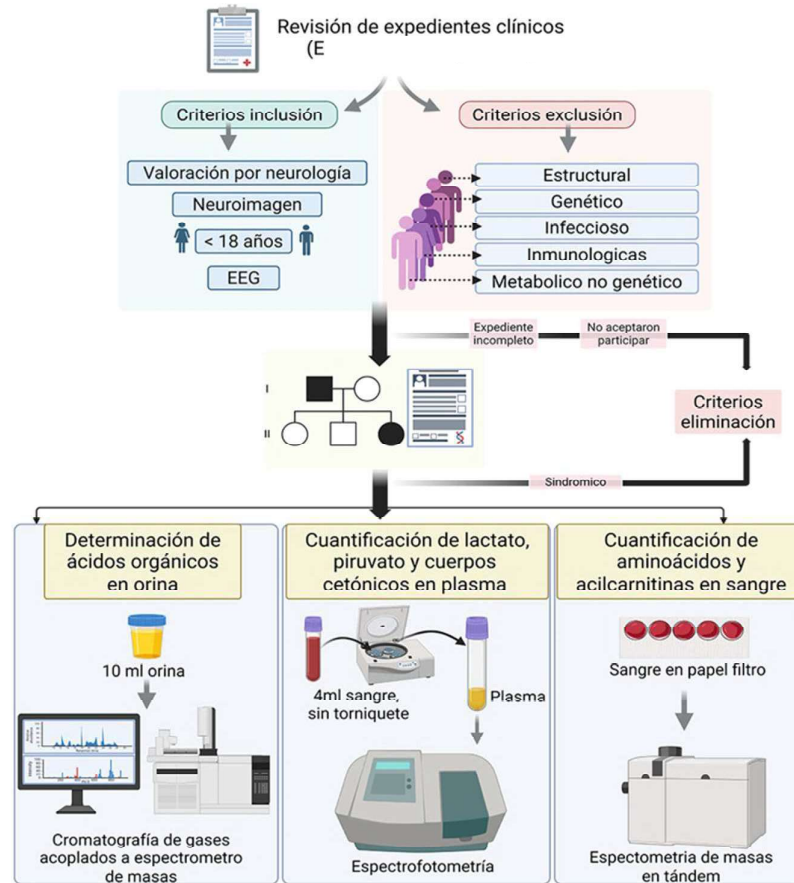 Revisión de expedientes clínicos
(E
Criterios inclusión
Valoración por neurología
Neuroimagen
< 18 años
EEG
Criterios exclusión
Estructural
Genético
Infeccioso
Inmunologicas
Metabolico no genético
Expediente
incompleto
No aceptaron
participar
Criterios
eliminación
I
II
Sindromico
Determinación de
ácidos orgánicos
en orina
10 ml orina
Cromatografía de gases
acoplados a espectrometro
de masas
Cuantificación de lactato,
piruvato y cuerpos
cetónicos en plasma
4ml sangre,
sin torniquete
Plasma
Espectrofotometría
Cuantificación de
aminoácidos y
acilcarnitinas en sangre
Sangre en papel filtro
Espectometria de masas
en tándem